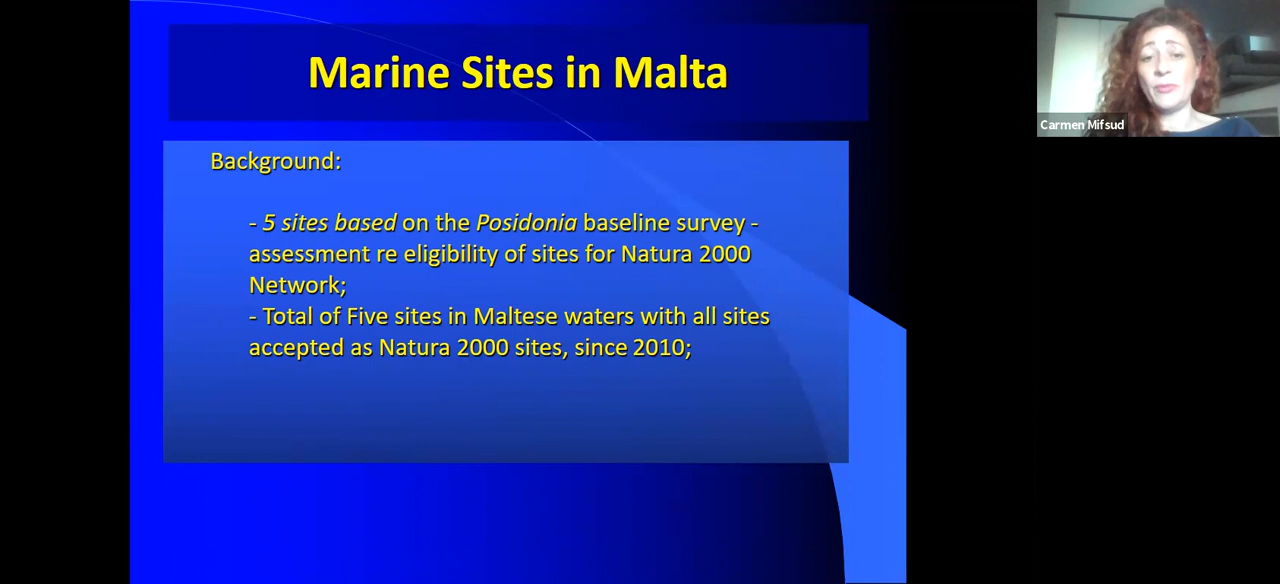 Marine Sites in Malta
Carmen Mifsud
Background:
- 5 sites based on the Posidonia baseline survey -
assessment re eligibility of sites for Natura 2000
Network;
- Total of Five sites in Maltese waters with all sites
accepted as Natura 2000 sites, since 2010;